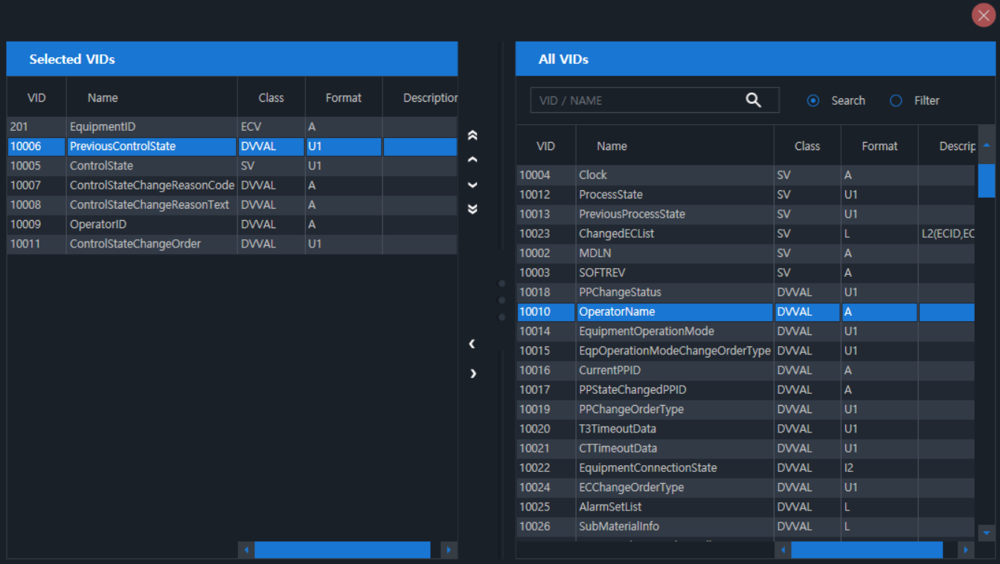 Selected VIDs
VID Name Class Format Description
201 EquipmentID ECV A
10006 PreviousControlState DVVAL U1
10005 ControlState SV U1
10007 ControlStateChangeReasonCode DVVAL A
10008 ControlStateChangeReasonText DVVAL A
10009 OperatorID DVVAL A
10011 ControlStateChangeOrder DVVAL U1
All VIDs
VID / NAME Search Filter
VID Name Class Format Descrip
10004 Clock SV A
10012 ProcessState SV U1
10013 PreviousProcessState SV U1
10023 ChangedECList SV L L2(ECID,EC
10002 MDLN SV A
10003 SOFTREV SV A
10018 PPChangeStatus DVVAL U1
10010 OperatorName DVVAL A
10014 EquipmentOperationMode DVVAL U1
10015 EqpOperationModeChangeOrderType DVVAL U1
10016 CurrentPPID DVVAL A
10017 PPStateChangedPPID DVVAL A
10019 PPChangeOrderType DVVAL U1
10020 T3TimeoutData DVVAL U1
10021 CTTimeoutData DVVAL U1
10022 EquipmentConnectionState DVVAL I2
10024 ECChangeOrderType DVVAL U1
10025 AlarmSetList DVVAL L
10026 SubMaterialInfo DVVAL L